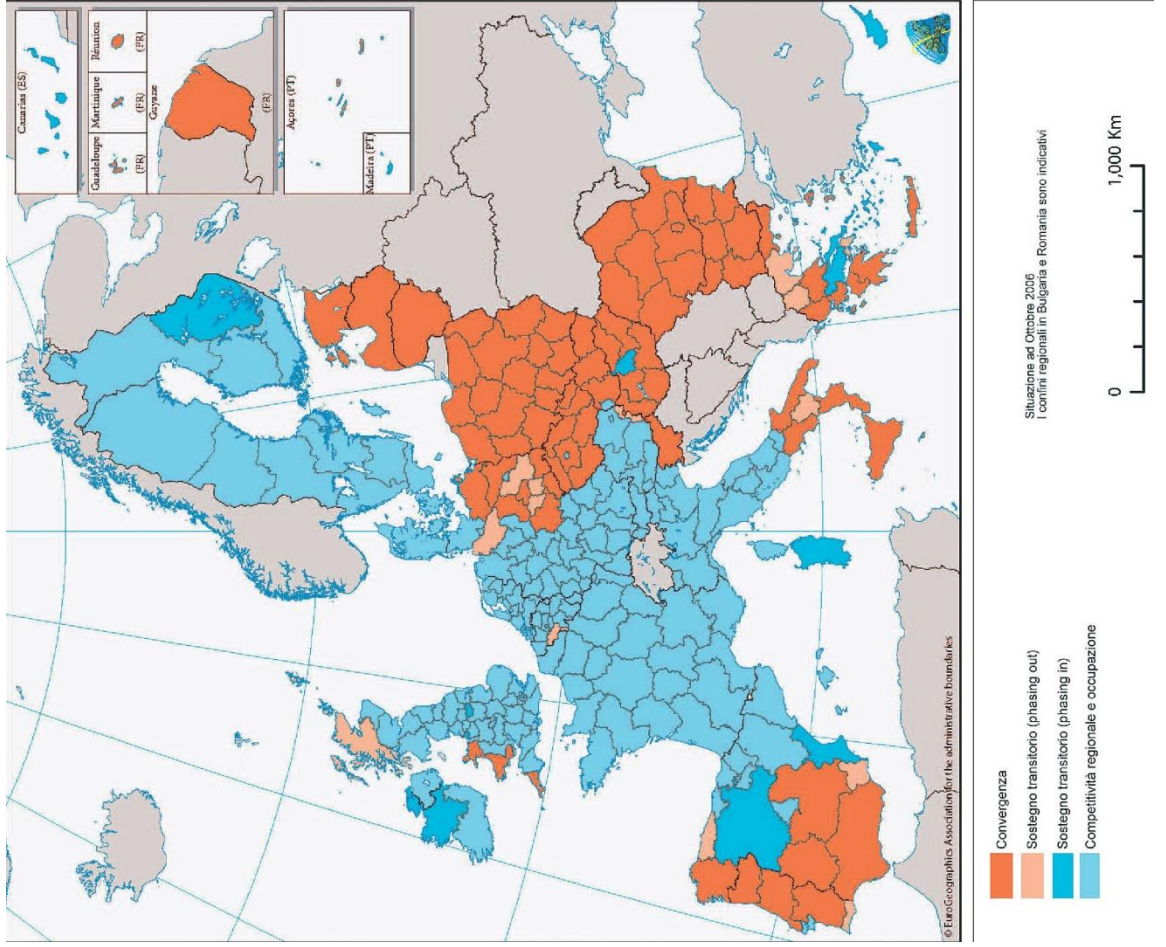 Canarias (ES)
Guadeloupe
(FR)
Martinique
(FR)
Réunion
(FR)
Guyane
(FR)
Açores (PT)
Madeira (PT)
© EuroGeographics Association for the administrative boundaries
Convergenza
Sostegno transitorio (phasing out)
Sostegno transitorio (phasing in)
Competitività regionale e occupazione
Situazione ad Ottobre 2006
I confini regionali in Bulgaria e Romania sono indicativi
0
1,000 Km